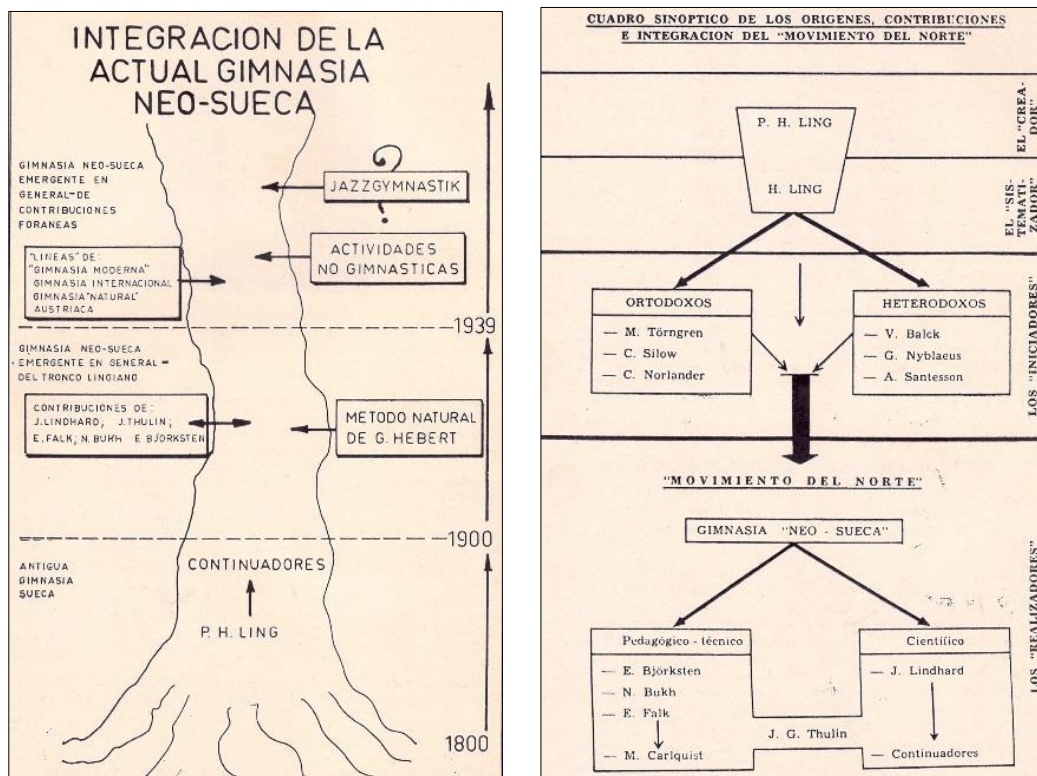 INTEGRACION DE LA
ACTUAL GIMNASIA
NEO-SUECA
GIMNASIA NEO-SUECA
EMERGENTE EN
GENERAL-DE
CONTRIBUCIONES
FORANEAS
?
JAZZGYMNASTIK
ACTIVIDADES
NO GIMNASTICAS
"LINEAS" DE:
"GIMNASIA MODERNA"
GIMNASIA INTERNACIONAL
GIMNASIA "NATURAL"
AUSTRIACA
1939
GIMNASIA NEO-SUECA
EMERGENTE EN GENERAL-
DEL TRONCO LINGIANO
CONTRIBUCIONES DE:
J. LINDHARD; J. THULIN;
E. FALK; N. BUKH E BJORKSTEN
METODO NATURAL
DE G. HEBERT
1900
ANTIGUA
GIMNASIA
SUECA
CONTINUADORES
P. H. LING
1800
CUADRO SINOPTICO DE LOS ORIGENES, CONTRIBUCIONES
E INTEGRACION DEL "MOVIMIENTO DEL NORTE"
P. H. LING
EL "CREA-
DOR"
H. LING
EL "SIS-
TEMATI-
ZADOR"
ORTODOXOS
— M. Törngren
— C. Silow
— C. Norlander
HETERODOXOS
— V. Balck
— G. Nyblaeus
— A. Santesson
LOS "INICIADORES"
"MOVIMIENTO DEL NORTE"
GIMNASIA "NEO - SUECA"
Pedagógico - técnico
— E. Björksten
— N. Bukh
— E. Falk
— M. Carlquist
J. G. Thulin
Científico
— J. Lindhard
— Continuadores
LOS "REALIZADORES"